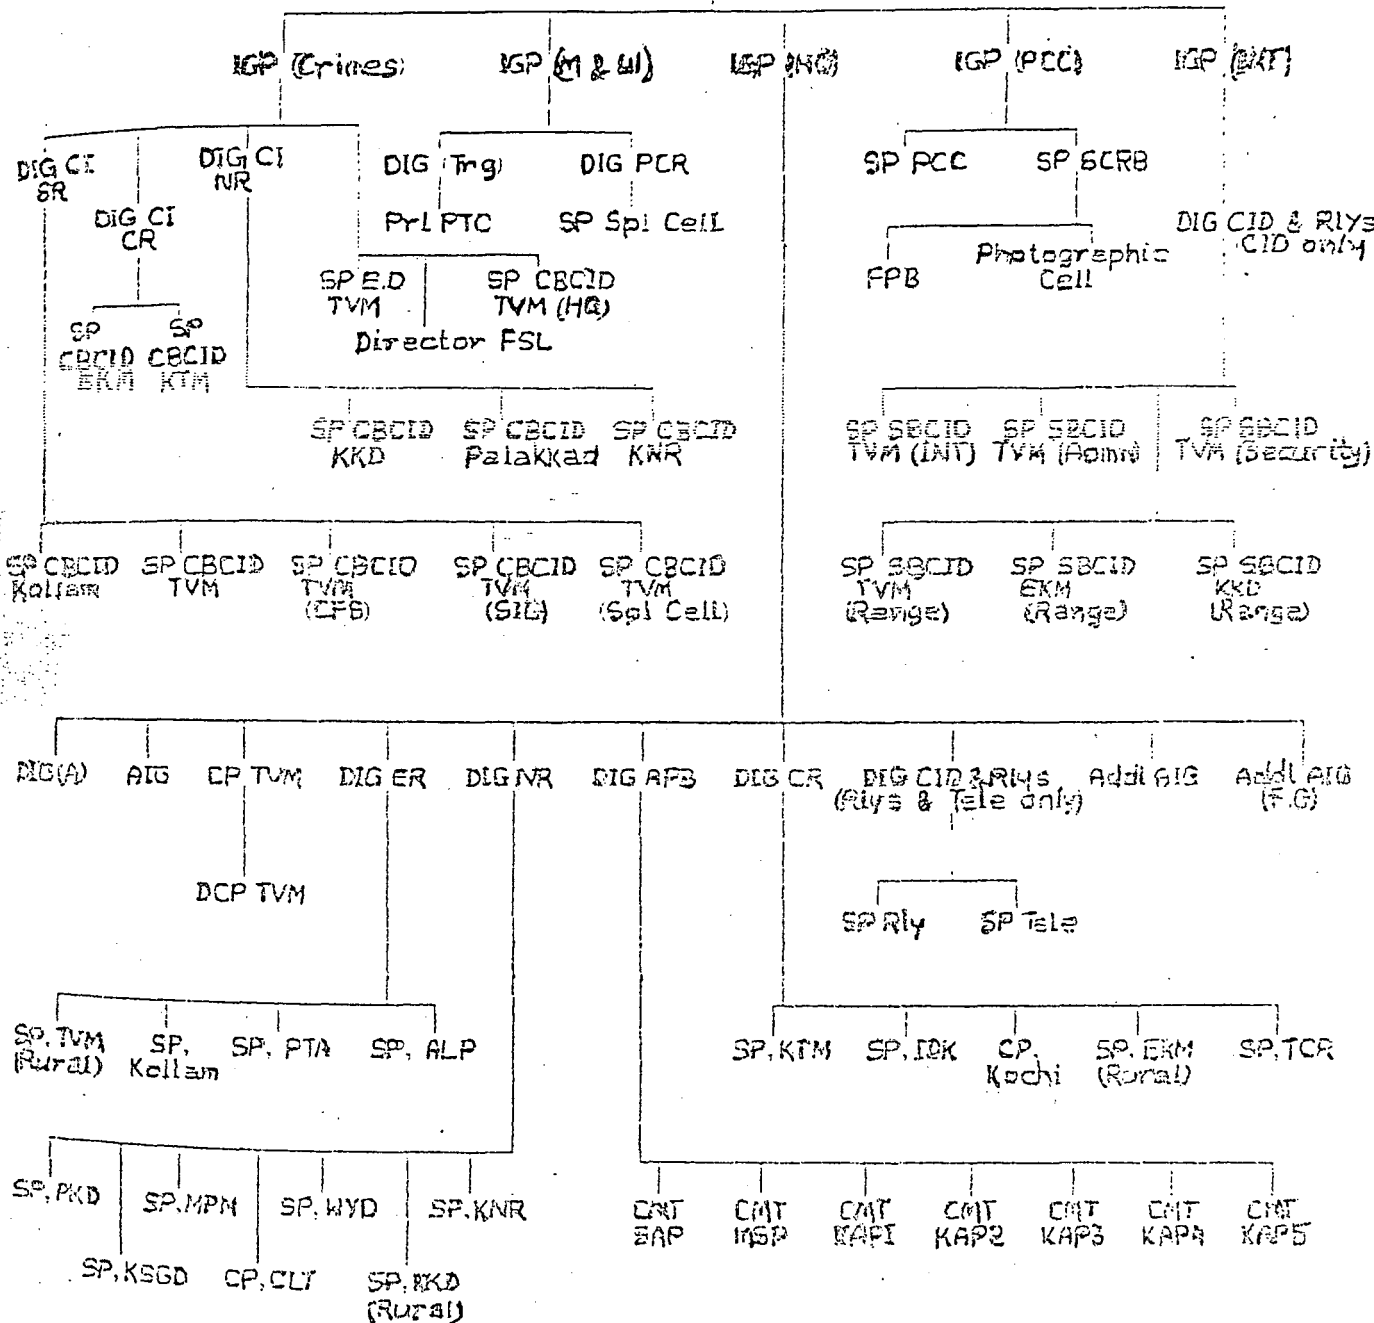 IGP (Crimes)
IGP (M & W)
IGP (HQ)
IGP (PCC)
IGP (INT)
DIG CI
SR
DIG CI
CR
DIG CI
NR
DIG (Trg)
DIG PCR
SP PCC
SP SCRB
Prl PTC
SP Spl Cell
DIG CID & Rlys
CID only
SP E.O
TVM
SP CBCID
TVM (HQ)
Director FSL
FPB
Photographic
Cell
SP
CBCID
EKM
SP
CBCID
KTM
SP CBCID
KKD
SP CBCID
Palakkad
SP CBCID
KNR
SP SBCID
TVM (INT)
SP SBCID
TVM (Admn)
SP SBCID
TVM (Security)
SP CBCID
Kollam
SP CBCID
TVM
SP CBCID
TVM
(CFB)
SP CBCID
TVM
(SIG)
SP CBCID
TVM
(Spl Cell)
SP SBCID
TVM
(Range)
SP SBCID
EKM
(Range)
SP SBCID
KKD
(Range)
DIG(A)
AIG
CP TVM
DIG ER
DIG NR
DIG AFB
DIG CR
DIG CID & Rlys
(Rlys & Tele only)
Addl AIG
Addl AIG
(F.G)
DCP TVM
SP Rly
SP Tele
SP, TVM
(Rural)
SP,
Kollam
SP, PTA
SP, ALP
SP, KTM
SP, IDK
CP,
Kochi
SP, EKM
(Rural)
SP, TCR
SP, PKD
SP, MPM
SP, WYD
SP, KNR
SP, KSGD
CP, CLT
SP, KKD
(Rural)
CMT
SAP
CMT
MSP
CMT
KAP1
CMT
KAP2
CMT
KAP3
CMT
KAP4
CMT
KAP5